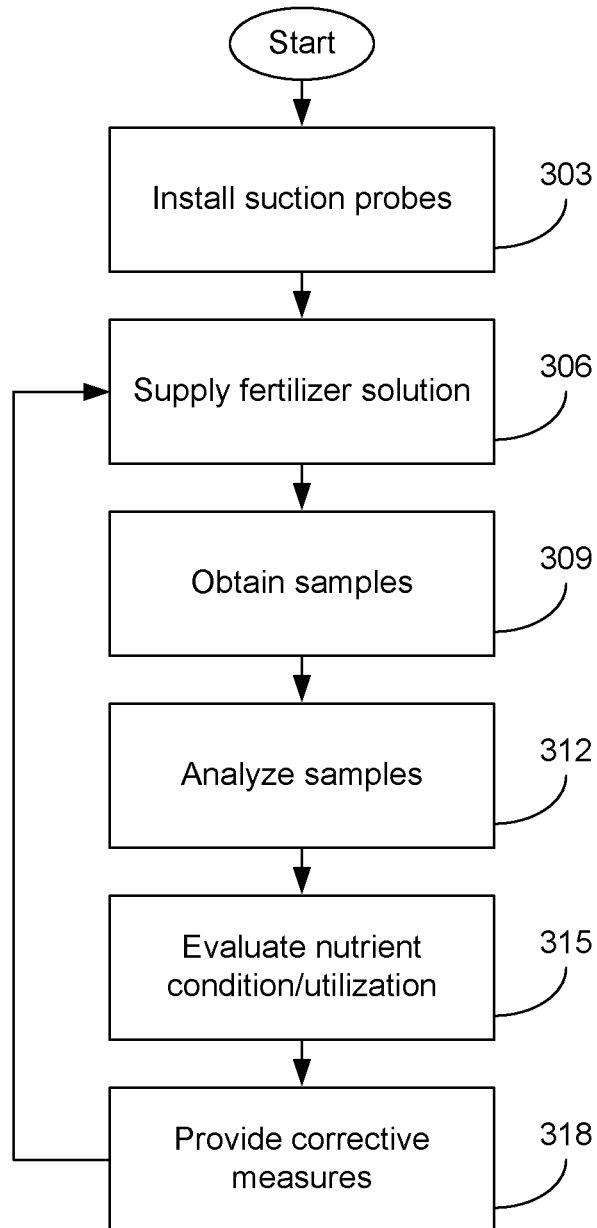 Start
303
Install suction probes
306
Supply fertilizer solution
309
Obtain samples
312
Analyze samples
315
Evaluate nutrient
condition/utilization
318
Provide corrective
measures